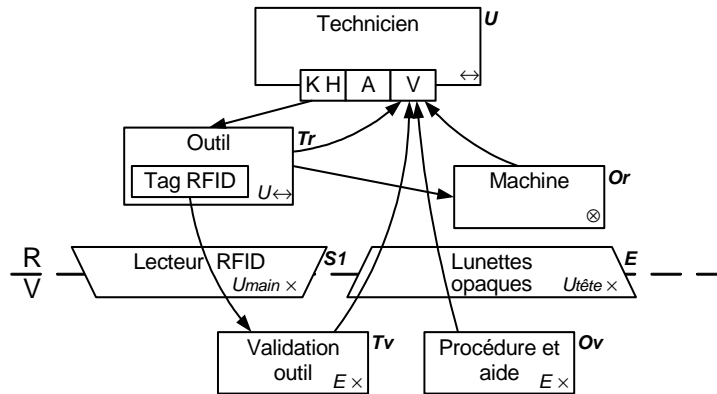 Technicien U
K H A V ↔
Outil Tr
Tag RFID
U ↔
Machine Or
⊗
R
V
Lecteur RFID S1
Umain ×
Lunettes E
opaques Utête ×
Validation Tv
outil E ×
Procédure et Ov
aide E ×